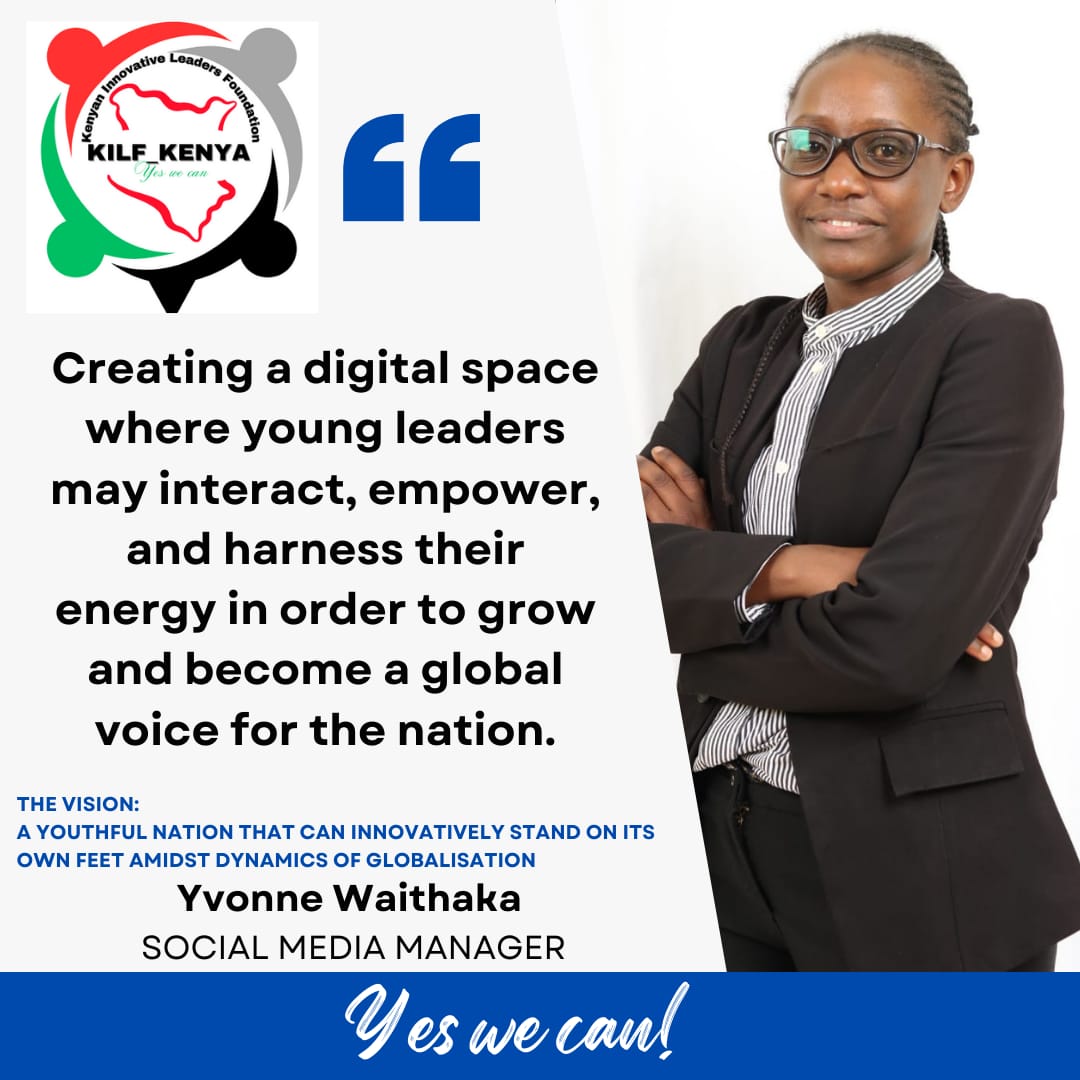 Kenyan Innovative Leaders Foundation
KILF_KENYA
Yes we can
Creating a digital space
where young leaders
may interact, empower,
and harness their
energy in order to grow
and become a global
voice for the nation.
THE VISION:
A YOUTHFUL NATION THAT CAN INNOVATIVELY STAND ON ITS
OWN FEET AMIDST DYNAMICS OF GLOBALISATION
Yvonne Waithaka
SOCIAL MEDIA MANAGER
Yes we can!